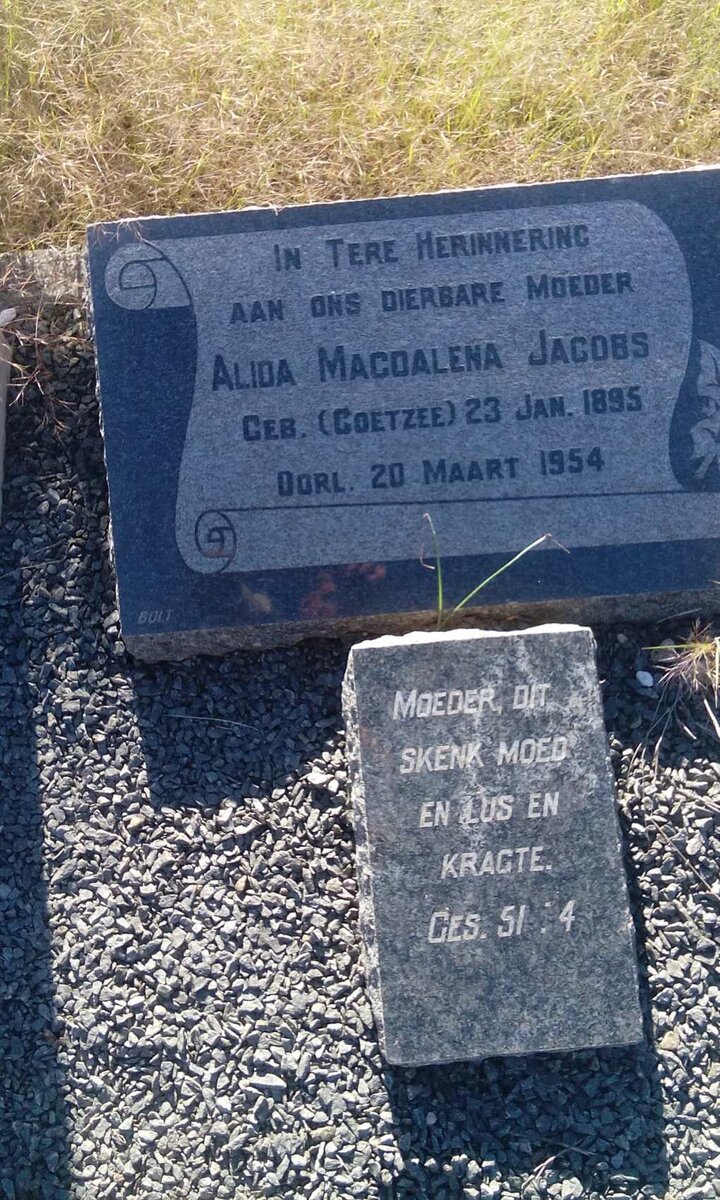 IN TERE HERINNERING
AAN ONS DIERBARE MOEDER
ALIDA MAGDALENA JACOBS
GEB. (COETZEE) 23 JAN. 1895
OORL. 20 MAART 1954
BOLT
MOEDER, DIT
SKENK MOED
EN LUS EN
KRAGTE.
GES. 51 : 4